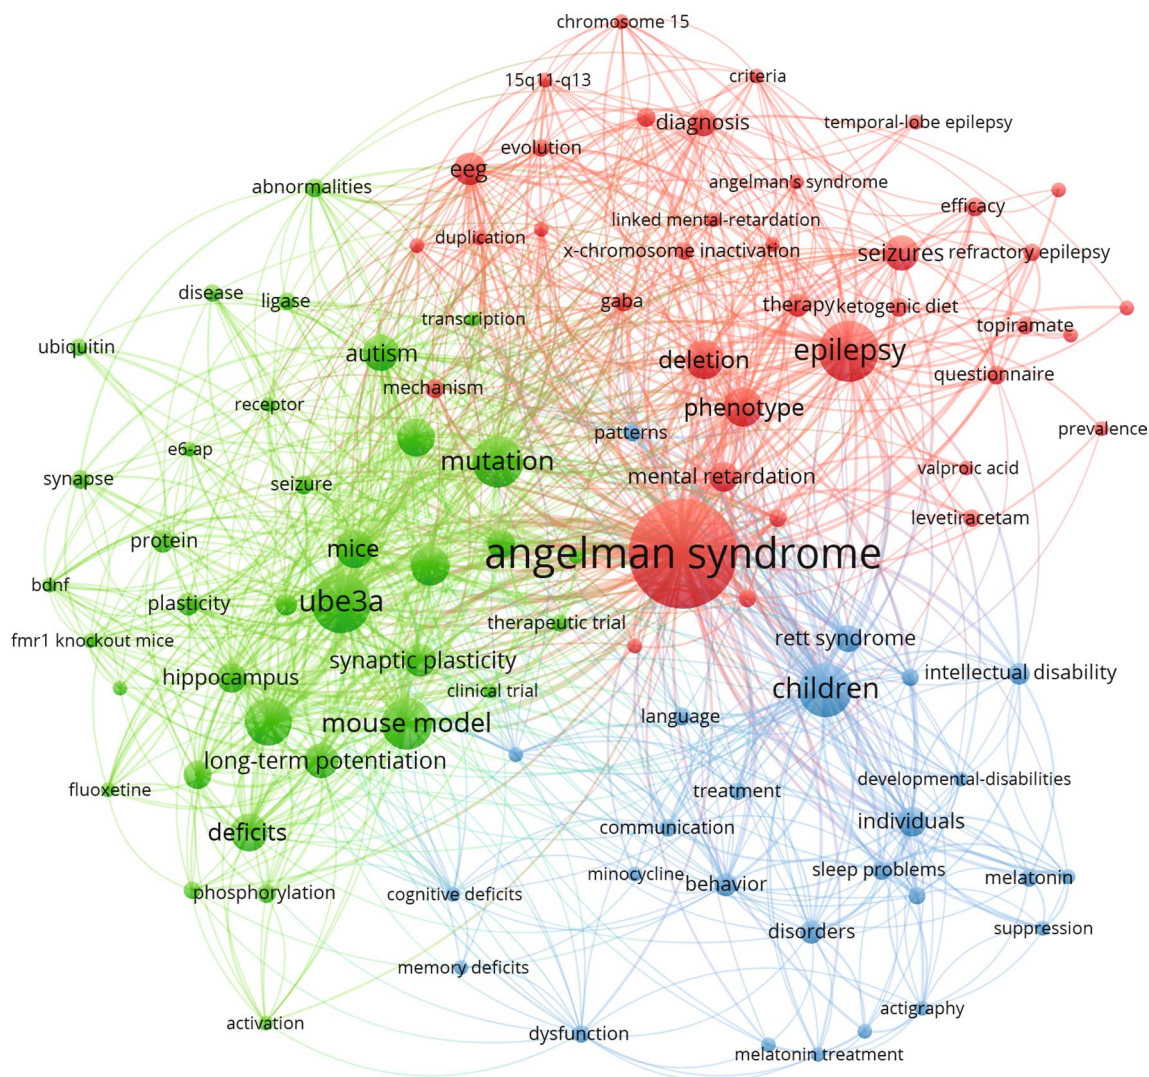 chromosome 15
criteria
15q11-q13
diagnosis
temporal-lobe epilepsy
evolution
eeg
abnormalities
angelman's syndrome
efficacy
linked mental-retardation
duplication
x-chromosome inactivation
seizures
refractory epilepsy
disease
ligase
gaba
therapy
ketogenic diet
transcription
topiramate
ubiquitin
autism
epilepsy
deletion
mechanism
questionnaire
receptor
phenotype
patterns
prevalence
e6-ap
mutation
synapse
seizure
mental retardation
valproic acid
levetiracetam
protein
mice
angelman syndrome
bdnf
plasticity
ube3a
therapeutic trial
fmr1 knockout mice
rett syndrome
synaptic plasticity
hippocampus
intellectual disability
clinical trial
children
mouse model
language
long-term potentiation
fluoxetine
treatment
developmental-disabilities
deficits
communication
individuals
phosphorylation
cognitive deficits
minocycline
behavior
sleep problems
melatonin
disorders
suppression
memory deficits
activation
dysfunction
actigraphy
melatonin treatment